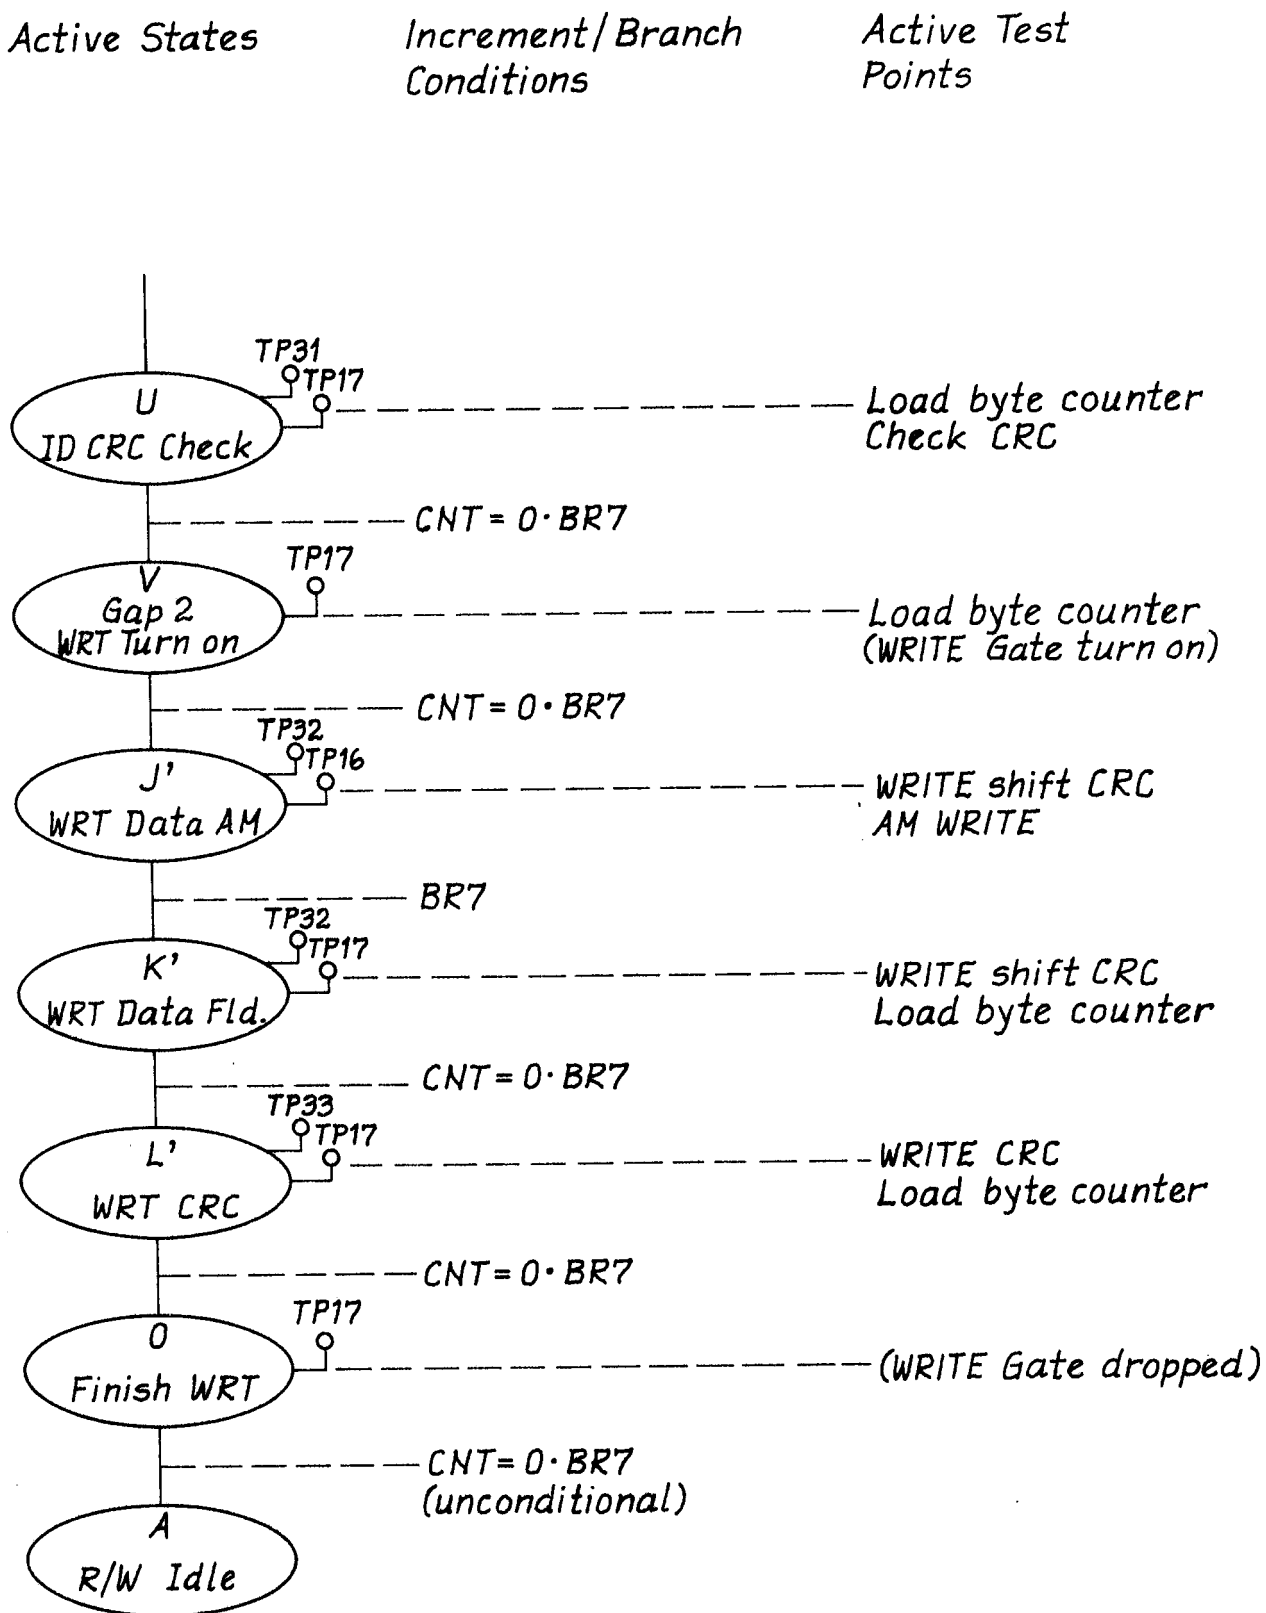 Active States
Increment/Branch
Conditions
Active Test
Points
TP31
TP17
U
ID CRC Check
Load byte counter
Check CRC
CNT = 0 · BR7
TP17
V
Gap 2
WRT Turn on
Load byte counter
(WRITE Gate turn on)
CNT = 0 · BR7
TP32
TP16
J'
WRT Data AM
WRITE shift CRC
AM WRITE
BR7
TP32
TP17
K'
WRT Data Fld.
WRITE shift CRC
Load byte counter
CNT = 0 · BR7
TP33
TP17
L'
WRT CRC
WRITE CRC
Load byte counter
CNT = 0 · BR7
TP17
O
Finish WRT
(WRITE Gate dropped)
CNT = 0 · BR7
(unconditional)
A
R/W Idle